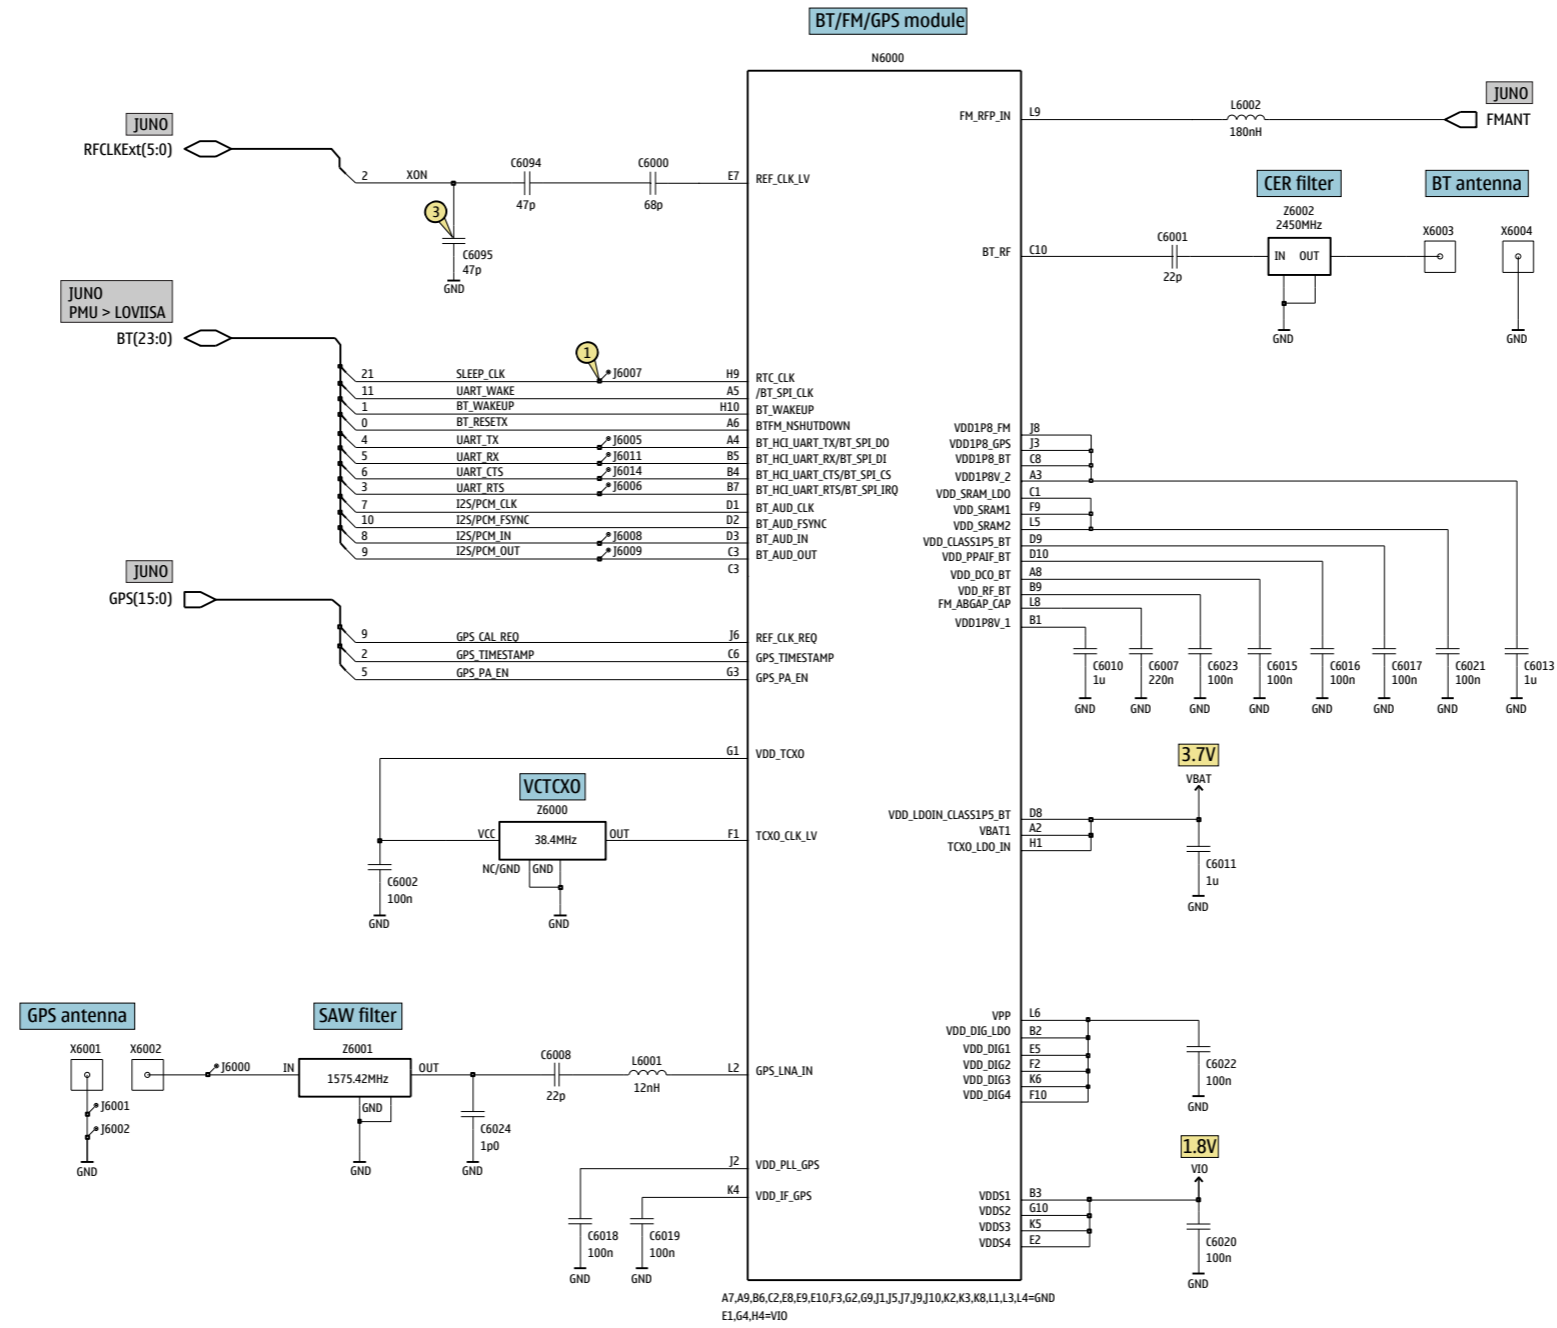 BT/FM/GPS module
N6000
JUNO
RFCLKExt(5:0)
2 XON
C6094
47p
C6000
68p
E7 REF_CLK_LV
3
C6095
47p
GND
FM_RFP_IN L9
L6002
180nH
JUNO
FMANT
CER filter
BT antenna
Z6002
2450MHz
IN OUT
GND
BT_RF C10
C6001
22p
X6003
X6004
GND
JUNO
PMU > LOVIISA
BT(23:0)
1
21 SLEEP_CLK J6007 H9 RTC_CLK
11 UART_WAKE A5 /BT_SPI_CLK
1 BT_WAKEUP H10 BT_WAKEUP
0 BT_RESETX A6 BTFM_NSHUTDOWN
4 UART_TX J6005 A4 BT_HCI_UART_TX/BT_SPI_DO
5 UART_RX J6011 B5 BT_HCI_UART_RX/BT_SPI_DI
6 UART_CTS J6014 B4 BT_HCI_UART_CTS/BT_SPI_CS
3 UART_RTS J6006 B7 BT_HCI_UART_RTS/BT_SPI_IRQ
7 I2S/PCM_CLK D1 BT_AUD_CLK
10 I2S/PCM_FSYNC D2 BT_AUD_FSYNC
8 I2S/PCM_IN J6008 D3 BT_AUD_IN
9 I2S/PCM_OUT J6009 C3 BT_AUD_OUT
C3
VDD1P8_FM J8
VDD1P8_GPS J3
VDD1P8_BT C8
VDD1P8V_2 A3
VDD_SRAM_LDO C1
VDD_SRAM1 F9
VDD_SRAM2 L5
VDD_CLASS1P5_BT D9
VDD_PPAIF_BT D10
VDD_DCO_BT A8
VDD_RF_BT B9
FM_ABGAP_CAP L8
VDD1P8V_1 B1
C6010 C6007 C6023 C6015 C6016 C6017 C6021 C6013
1u 220n 100n 100n 100n 100n 100n 1u
GND GND GND GND GND GND GND GND
JUNO
GPS(15:0)
9 GPS_CAL_REQ J6 REF_CLK_REQ
2 GPS_TIMESTAMP C6 GPS_TIMESTAMP
5 GPS_PA_EN G3 GPS_PA_EN
G1 VDD_TCXO
VCTCXO
Z6000
VCC 38.4MHz OUT
NC/GND GND
GND
F1 TCXO_CLK_LV
C6002
100n
GND
3.7V
VBAT
VDD_LDOIN_CLASS1P5_BT D8
VBAT1 A2
TCXO_LDO_IN H1
C6011
1u
GND
GPS antenna
SAW filter
X6001 X6002
J6000
J6001
J6002
GND
Z6001
IN 1575.42MHz OUT
GND
GND
C6008
22p
L6001
12nH
L2 GPS_LNA_IN
C6024
1p0
GND
J2 VDD_PLL_GPS
K4 VDD_IF_GPS
C6018
100n
GND
C6019
100n
GND
VPP L6
VDD_DIG_LDO B2
VDD_DIG1 E5
VDD_DIG2 F2
VDD_DIG3 K6
VDD_DIG4 F10
C6022
100n
GND
1.8V
VIO
VDDS1 B3
VDDS2 G10
VDDS3 K5
VDDS4 E2
C6020
100n
GND
A7,A9,B6,C2,E8,E9,E10,F3,G2,G9,J1,J5,J7,J9,J10,K2,K3,K8,L1,L3,L4=GND
E1,G4,H4=VIO